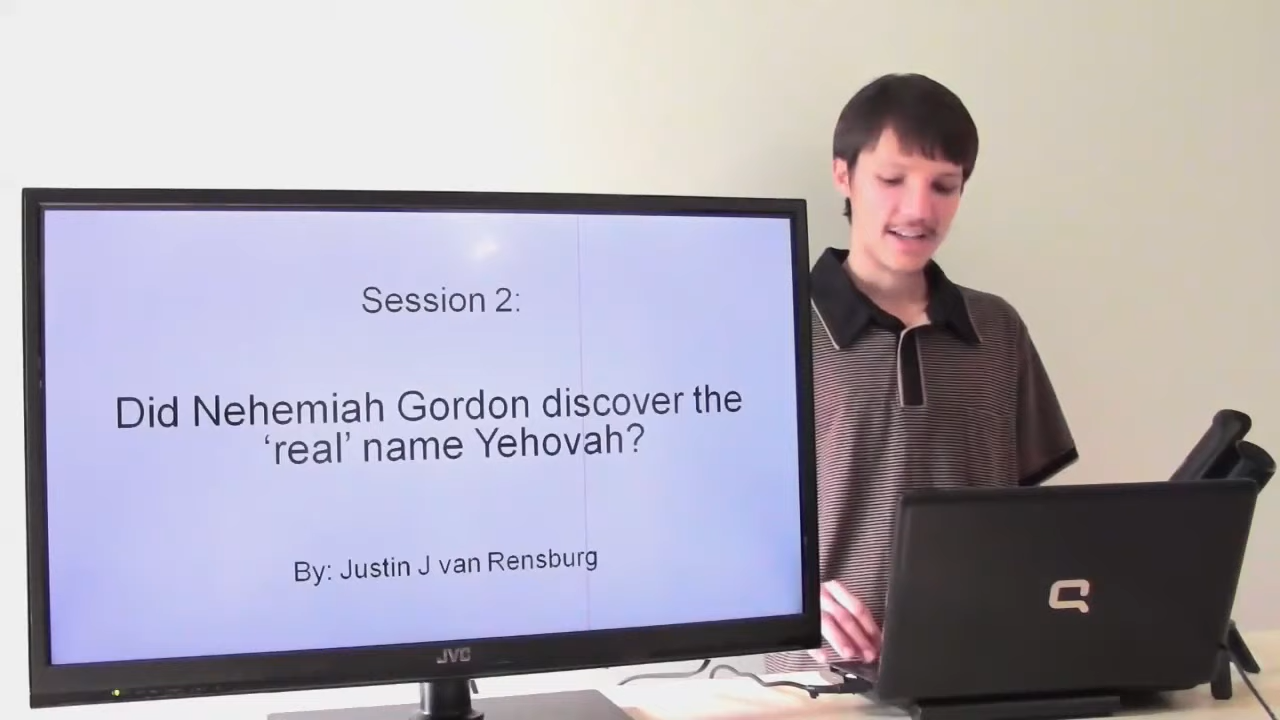 Session 2:
Did Nehemiah Gordon discover the
‘real’ name Yehovah?
By: Justin J van Rensburg
JVC